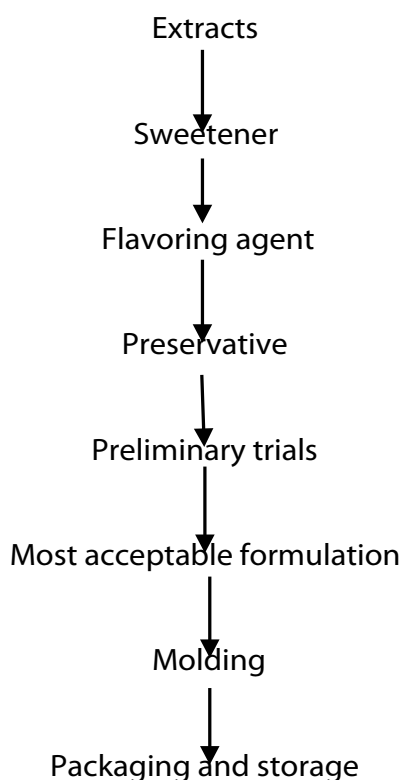 Extracts
Sweetener
Flavoring agent
Preservative
Preliminary trials
Most acceptable formulation
Molding
Packaging and storage